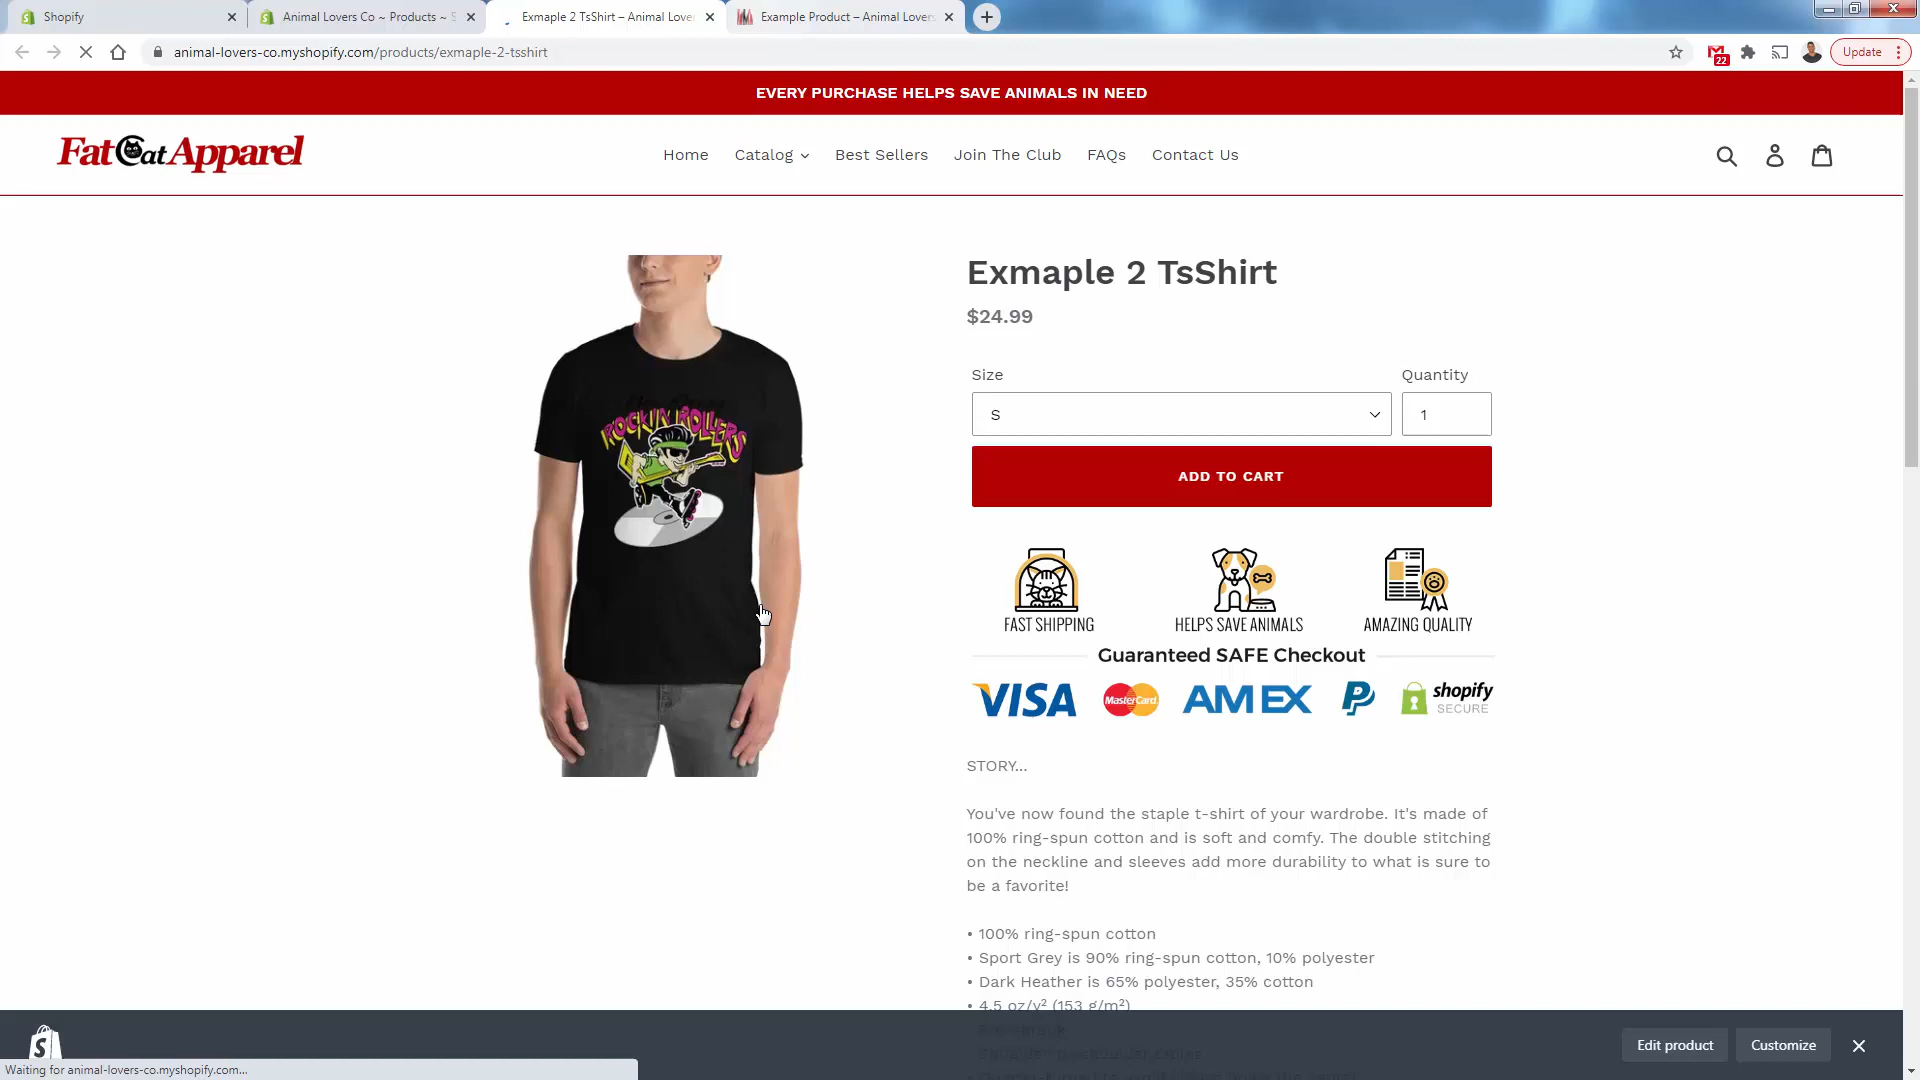 Shopify
Animal Lovers Co ~ Products ~ S
Exmaple 2 TsShirt – Animal Love
Example Product – Animal Lovers
animal-lovers-co.myshopify.com/products/exmaple-2-tsshirt
22
Update
EVERY PURCHASE HELPS SAVE ANIMALS IN NEED
Fat Cat Apparel
Home Catalog Best Sellers Join The Club FAQs Contact Us
Exmaple 2 TsShirt
$24.99
Size Quantity
S 1
ADD TO CART
ROCKIN ROLLERS
FAST SHIPPING HELPS SAVE ANIMALS AMAZING QUALITY
Guaranteed SAFE Checkout
VISA MasterCard AMEX shopify SECURE
STORY...
You've now found the staple t-shirt of your wardrobe. It's made of
100% ring-spun cotton and is soft and comfy. The double stitching
on the neckline and sleeves add more durability to what is sure to
be a favorite!
• 100% ring-spun cotton
• Sport Grey is 90% ring-spun cotton, 10% polyester
• Dark Heather is 65% polyester, 35% cotton
• 4.5 oz/y² (153 g/m²)
Edit product Customize
Waiting for animal-lovers-co.myshopify.com...